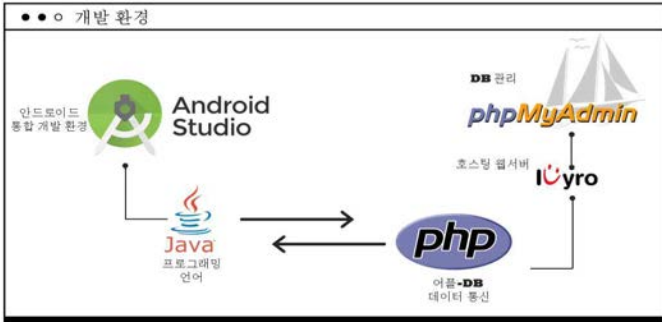 개발 환경
안드로이드
통합 개발 환경
Android
Studio
Java
프로그래밍
언어
php
어플-DB
데이터 통신
DB 관리
phpMyAdmin
호스팅 웹서버
Iyro